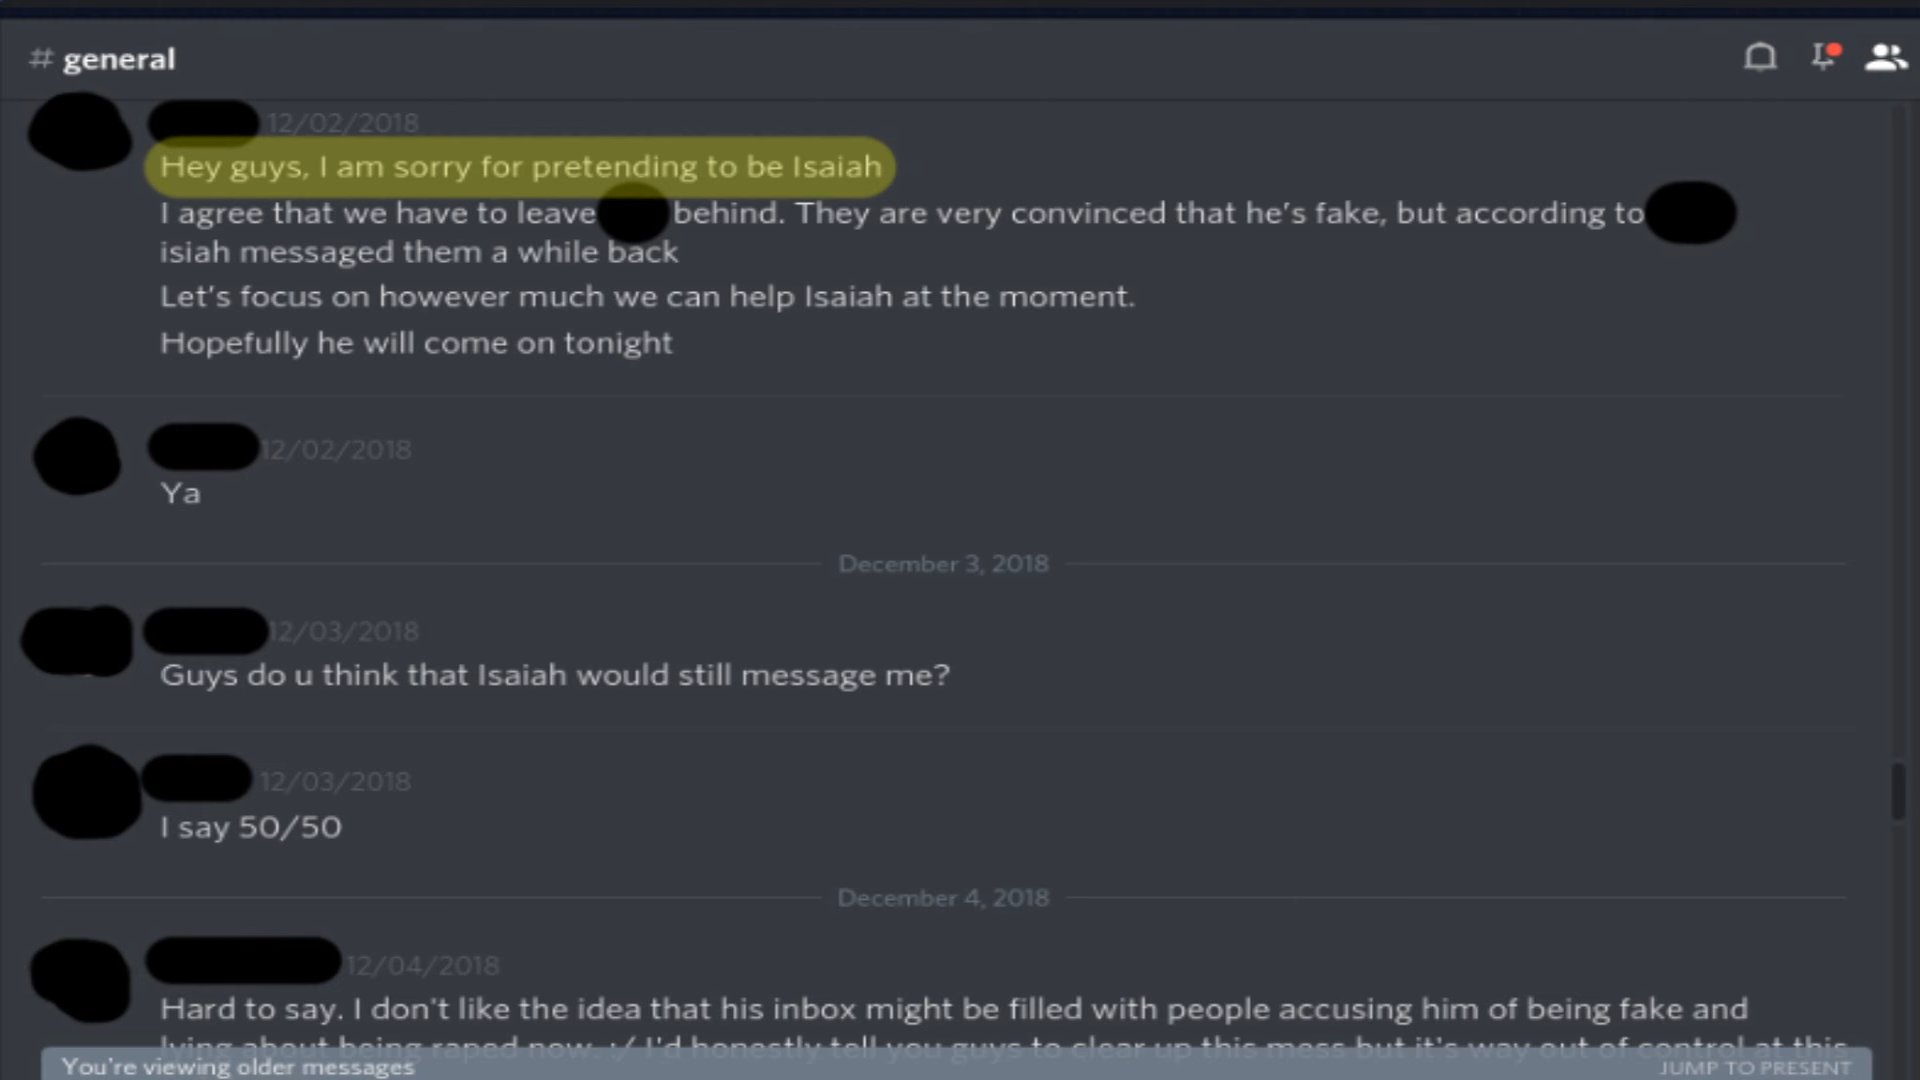 # general
12/02/2018
Hey guys, I am sorry for pretending to be Isaiah
I agree that we have to leave behind. They are very convinced that he's fake, but according to
isiah messaged them a while back
Let's focus on however much we can help Isaiah at the moment.
Hopefully he will come on tonight
12/02/2018
Ya
December 3, 2018
12/03/2018
Guys do u think that Isaiah would still message me?
12/03/2018
I say 50/50
December 4, 2018
12/04/2018
Hard to say. I don't like the idea that his inbox might be filled with people accusing him of being fake and
lying about being raped now. :/ I'd honestly tell you guys to clear up this mess but it's way out of control at this
You're viewing older messages
JUMP TO PRESENT